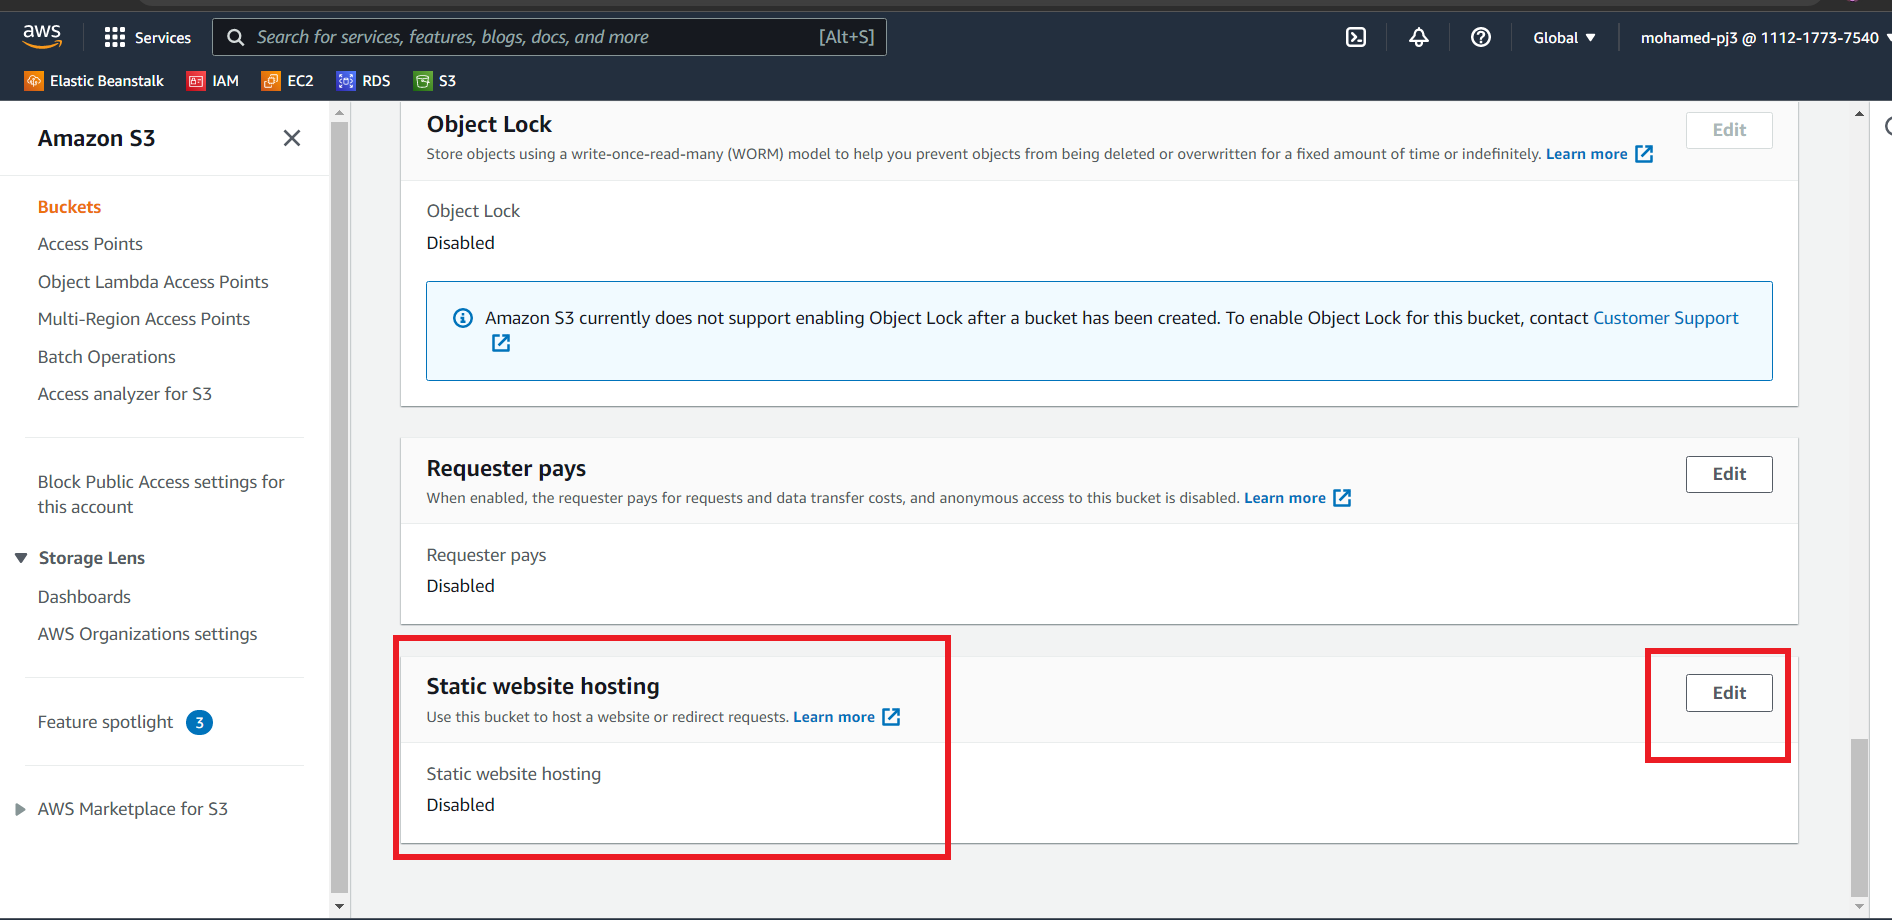 aws
Services
Search for services, features, blogs, docs, and more
[Alt+S]
Global
mohamed-pj3 @ 1112-1773-7540
Elastic Beanstalk
IAM
EC2
RDS
S3
Amazon S3
Buckets
Access Points
Object Lambda Access Points
Multi-Region Access Points
Batch Operations
Access analyzer for S3
Block Public Access settings for
this account
Storage Lens
Dashboards
AWS Organizations settings
Feature spotlight 3
AWS Marketplace for S3
Object Lock
Edit
Store objects using a write-once-read-many (WORM) model to help you prevent objects from being deleted or overwritten for a fixed amount of time or indefinitely. Learn more
Object Lock
Disabled
Amazon S3 currently does not support enabling Object Lock after a bucket has been created. To enable Object Lock for this bucket, contact Customer Support
Requester pays
Edit
When enabled, the requester pays for requests and data transfer costs, and anonymous access to this bucket is disabled. Learn more
Requester pays
Disabled
Static website hosting
Edit
Use this bucket to host a website or redirect requests. Learn more
Static website hosting
Disabled